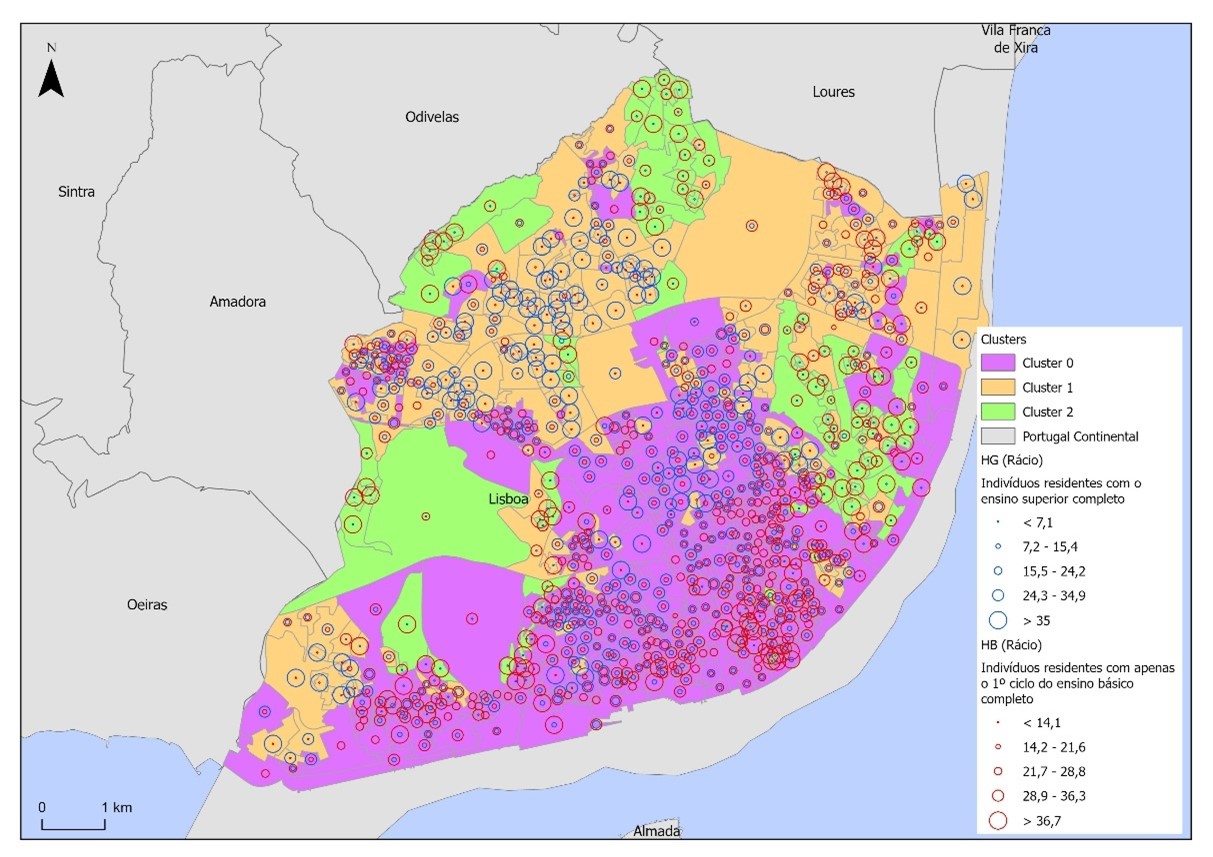 Vila Franca
de Xira
N
Loures
Odivelas
Sintra
Amadora
Lisboa
Oeiras
Almada
0 1 km
Clusters
Cluster 0
Cluster 1
Cluster 2
Portugal Continental
HG (Rácio)
Indivíduos residentes com o
ensino superior completo
< 7,1
7,2 - 15,4
15,5 - 24,2
24,3 - 34,9
> 35
HB (Rácio)
Indivíduos residentes com apenas
o 1º ciclo do ensino básico
completo
< 14,1
14,2 - 21,6
21,7 - 28,8
28,9 - 36,3
> 36,7